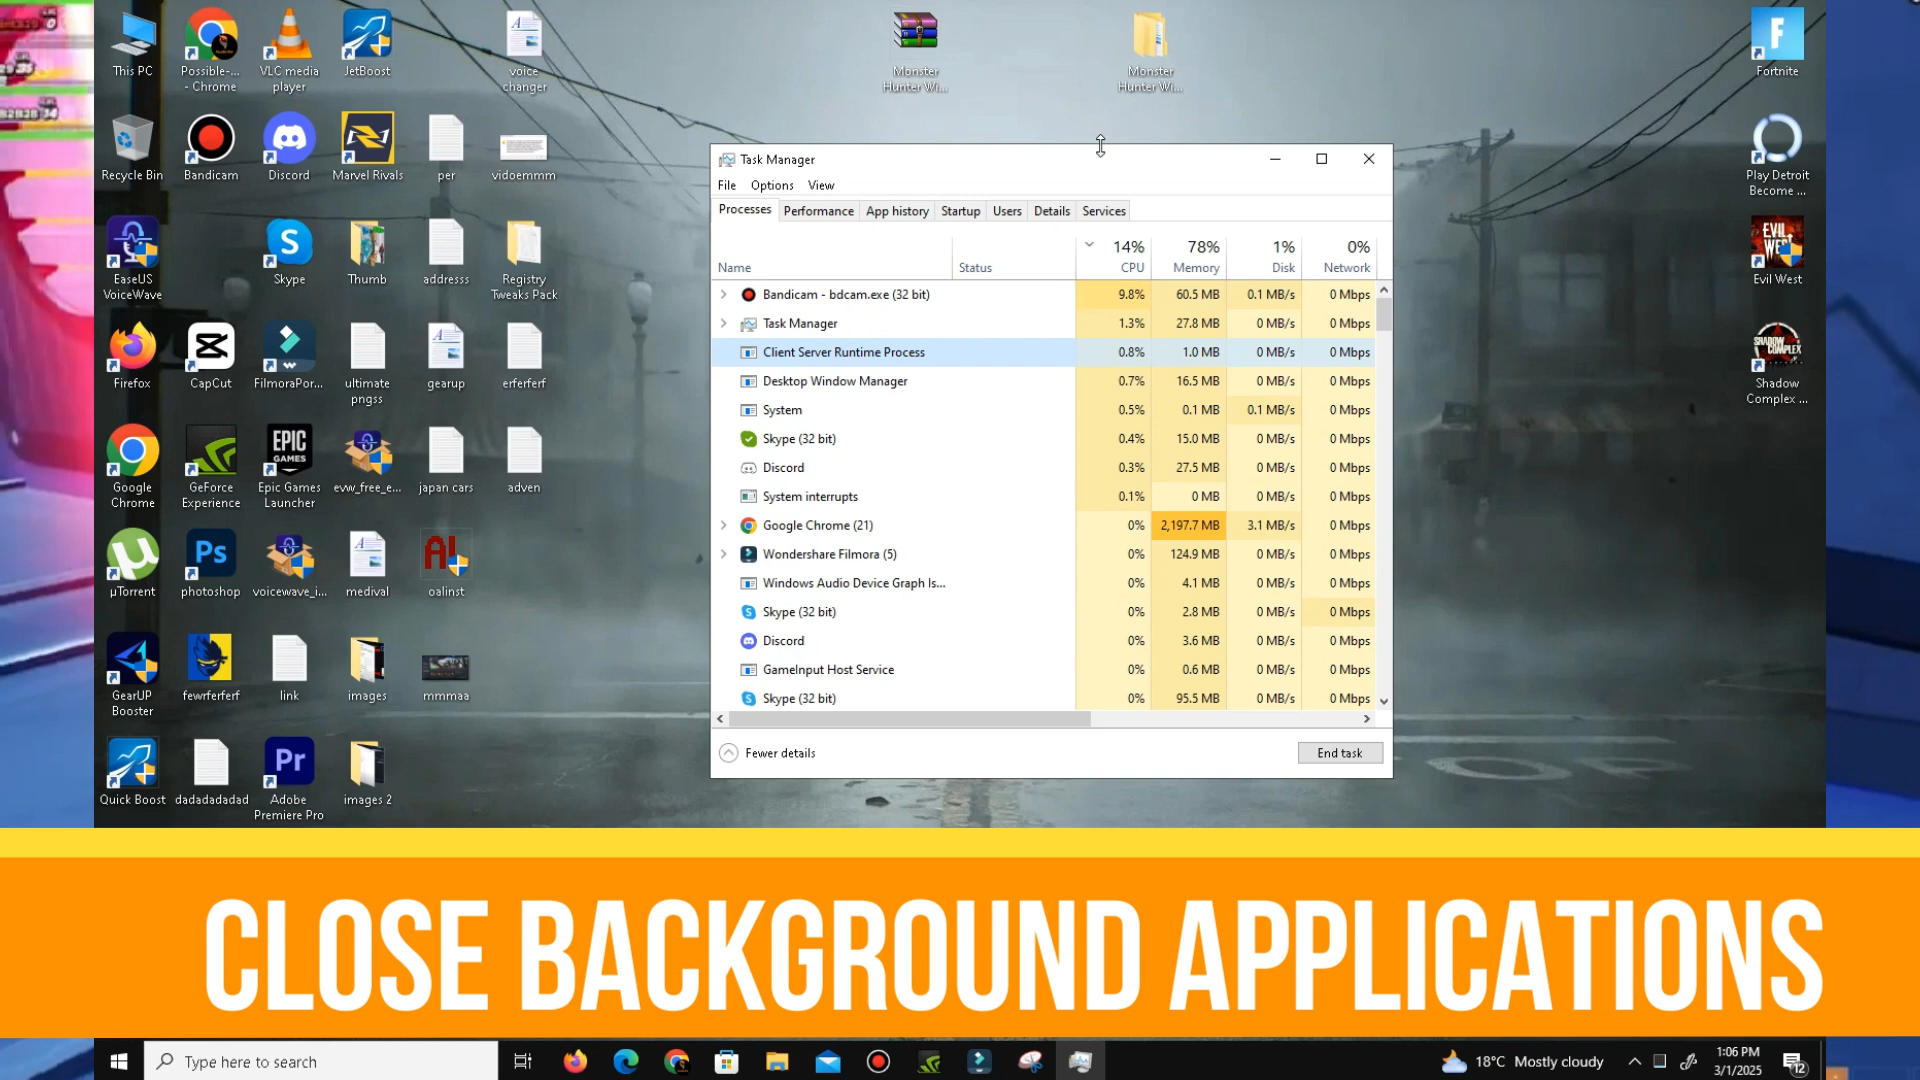 This PC
Possible-...
- Chrome
VLC media
player
JetBoost
voice
changer
Monster
Hunter Wi...
Monster
Hunter Wi...
Fortnite
Recycle Bin
Bandicam
Discord
Marvel Rivals
per
vidoemmm
Play Detroit
Become ...
EaseUS
VoiceWave
Skype
Thumb
addresss
Registry
Tweaks Pack
EVIL
WEST
Evil West
Firefox
CapCut
FilmoraPor...
ultimate
pngss
gearup
erferferf
SHADOW
COMPLEX
Shadow
Complex ...
Google
Chrome
GeForce
Experience
EPIC
GAMES
Epic Games
Launcher
evw_free_e...
japan cars
adven
µTorrent
Ps
photoshop
voicewave_i...
medival
oalinst
GearUP
Booster
fewrferferf
link
images
mmmaa
Quick Boost
dadadadadad
Pr
Adobe
Premiere Pro
images 2
Task Manager
File Options View
Processes Performance App history Startup Users Details Services
14% 78% 1% 0%
Name Status CPU Memory Disk Network
Bandicam - bdcam.exe (32 bit) 9.8% 60.5 MB 0.1 MB/s 0 Mbps
Task Manager 1.3% 27.8 MB 0 MB/s 0 Mbps
Client Server Runtime Process 0.8% 1.0 MB 0 MB/s 0 Mbps
Desktop Window Manager 0.7% 16.5 MB 0 MB/s 0 Mbps
System 0.5% 0.1 MB 0.1 MB/s 0 Mbps
Skype (32 bit) 0.4% 15.0 MB 0 MB/s 0 Mbps
Discord 0.3% 27.5 MB 0 MB/s 0 Mbps
System interrupts 0.1% 0 MB 0 MB/s 0 Mbps
Google Chrome (21) 0% 2,197.7 MB 3.1 MB/s 0 Mbps
Wondershare Filmora (5) 0% 124.9 MB 0 MB/s 0 Mbps
Windows Audio Device Graph Is... 0% 4.1 MB 0 MB/s 0 Mbps
Skype (32 bit) 0% 2.8 MB 0 MB/s 0 Mbps
Discord 0% 3.6 MB 0 MB/s 0 Mbps
GameInput Host Service 0% 0.6 MB 0 MB/s 0 Mbps
Skype (32 bit) 0% 95.5 MB 0 MB/s 0 Mbps
Fewer details
End task
CLOSE BACKGROUND APPLICATIONS
Type here to search
18°C Mostly cloudy
1:06 PM
3/1/2025
12